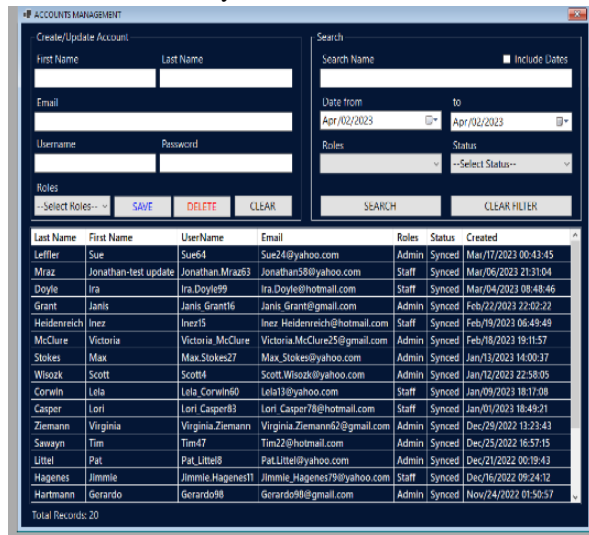 ACCOUNTS MANAGEMENT
Create/Update Account
First Name Last Name
Email
Username Password
Roles
--Select Roles-- SAVE DELETE CLEAR
Search
Search Name Include Dates
Date from to
Apr/02/2023 Apr/02/2023
Roles Status
--Select Status--
SEARCH CLEAR FILTER
Last Name First Name UserName Email Roles Status Created
Leffler Sue Sue64 Sue24@yahoo.com Admin Synced Mar/17/2023 00:43:45
Mraz Jonathan-test update Jonathan.Mraz63 Jonathan58@yahoo.com Staff Synced Mar/06/2023 21:31:04
Doyle Ira Ira.Doyle99 Ira.Doyle@hotmail.com Staff Synced Mar/04/2023 08:48:46
Grant Janis Janis_Grant16 Janis_Grant@gmail.com Admin Synced Feb/22/2023 22:02:22
Heidenreich Inez Inez15 Inez_Heidenreich@hotmail.com Staff Synced Feb/19/2023 06:49:49
McClure Victoria Victoria_McClure Victoria.McClure25@gmail.com Admin Synced Feb/18/2023 19:11:57
Stokes Max Max.Stokes27 Max_Stokes@yahoo.com Admin Synced Jan/13/2023 14:00:37
Wisozk Scott Scott4 Scott.Wisozk@yahoo.com Admin Synced Jan/12/2023 22:58:05
Corwin Lela Lela_Corwin60 Lela13@yahoo.com Staff Synced Jan/09/2023 18:17:08
Casper Lori Lori_Casper83 Lori_Casper78@hotmail.com Staff Synced Jan/01/2023 18:49:21
Ziemann Virginia Virginia.Ziemann Virginia.Ziemann62@gmail.com Admin Synced Dec/29/2022 13:23:43
Sawayn Tim Tim47 Tim22@hotmail.com Admin Synced Dec/25/2022 16:57:15
Littel Pat Pat_Littel8 Pat.Littel@yahoo.com Admin Synced Dec/21/2022 00:19:43
Hagenes Jimmie Jimmie.Hagenes11 Jimmie_Hagenes79@yahoo.com Staff Synced Dec/16/2022 09:24:12
Hartmann Gerardo Gerardo98 Gerardo98@gmail.com Admin Synced Nov/24/2022 01:50:57
Total Records: 20